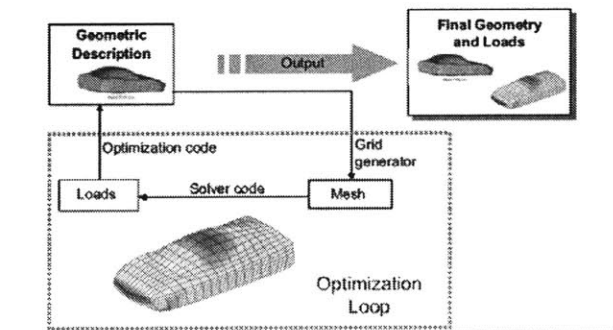 Geometric
Description
Output
Final Geometry
and Loads
Optimization code
Grid
generator
Loads
Solver code
Mesh
Optimization
Loop